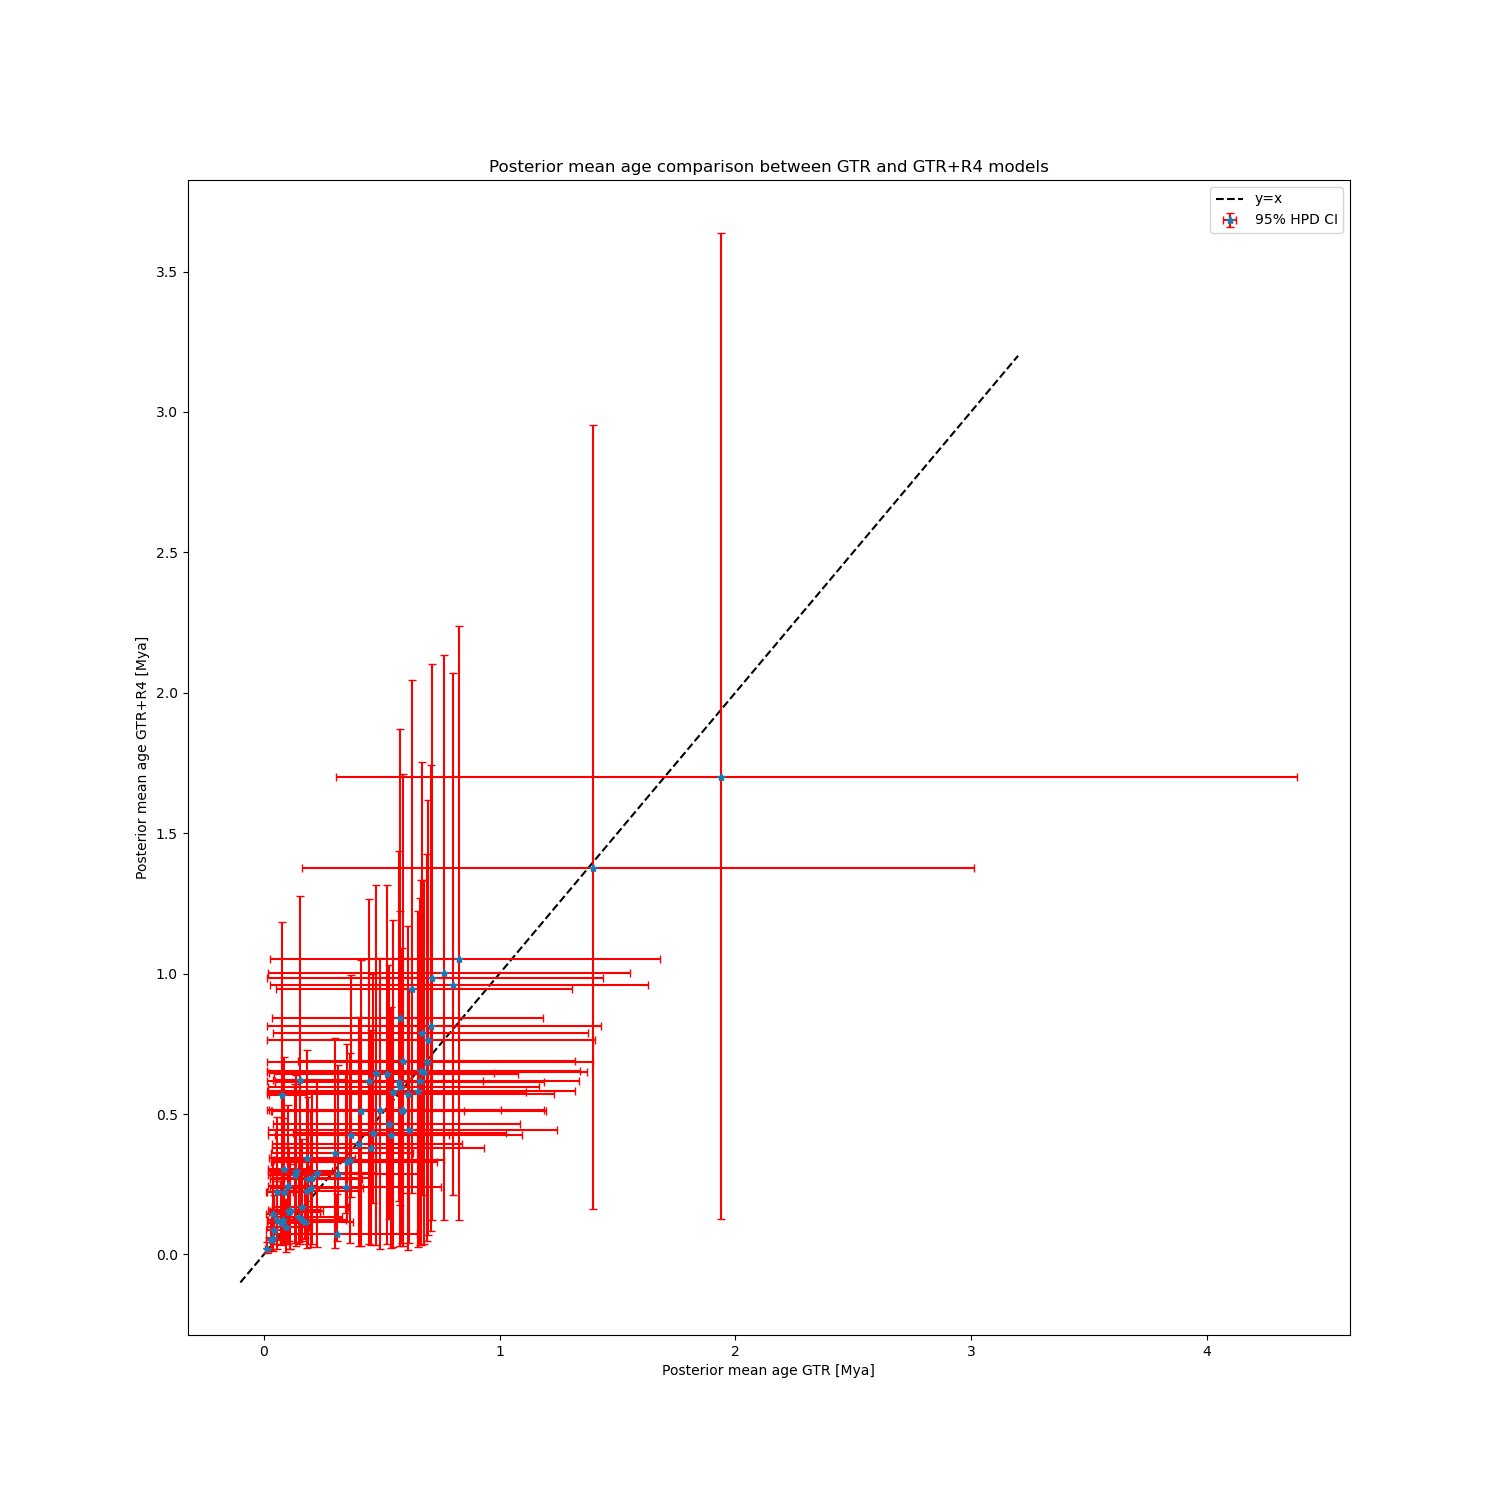 Posterior mean age comparison between GTR and GTR+R4 models
y=x
95% HPD CI
3.5
3.0
2.5
2.0
1.5
1.0
0.5
0.0
Posterior mean age GTR+R4 [Mya]
0 1 2 3 4
Posterior mean age GTR [Mya]